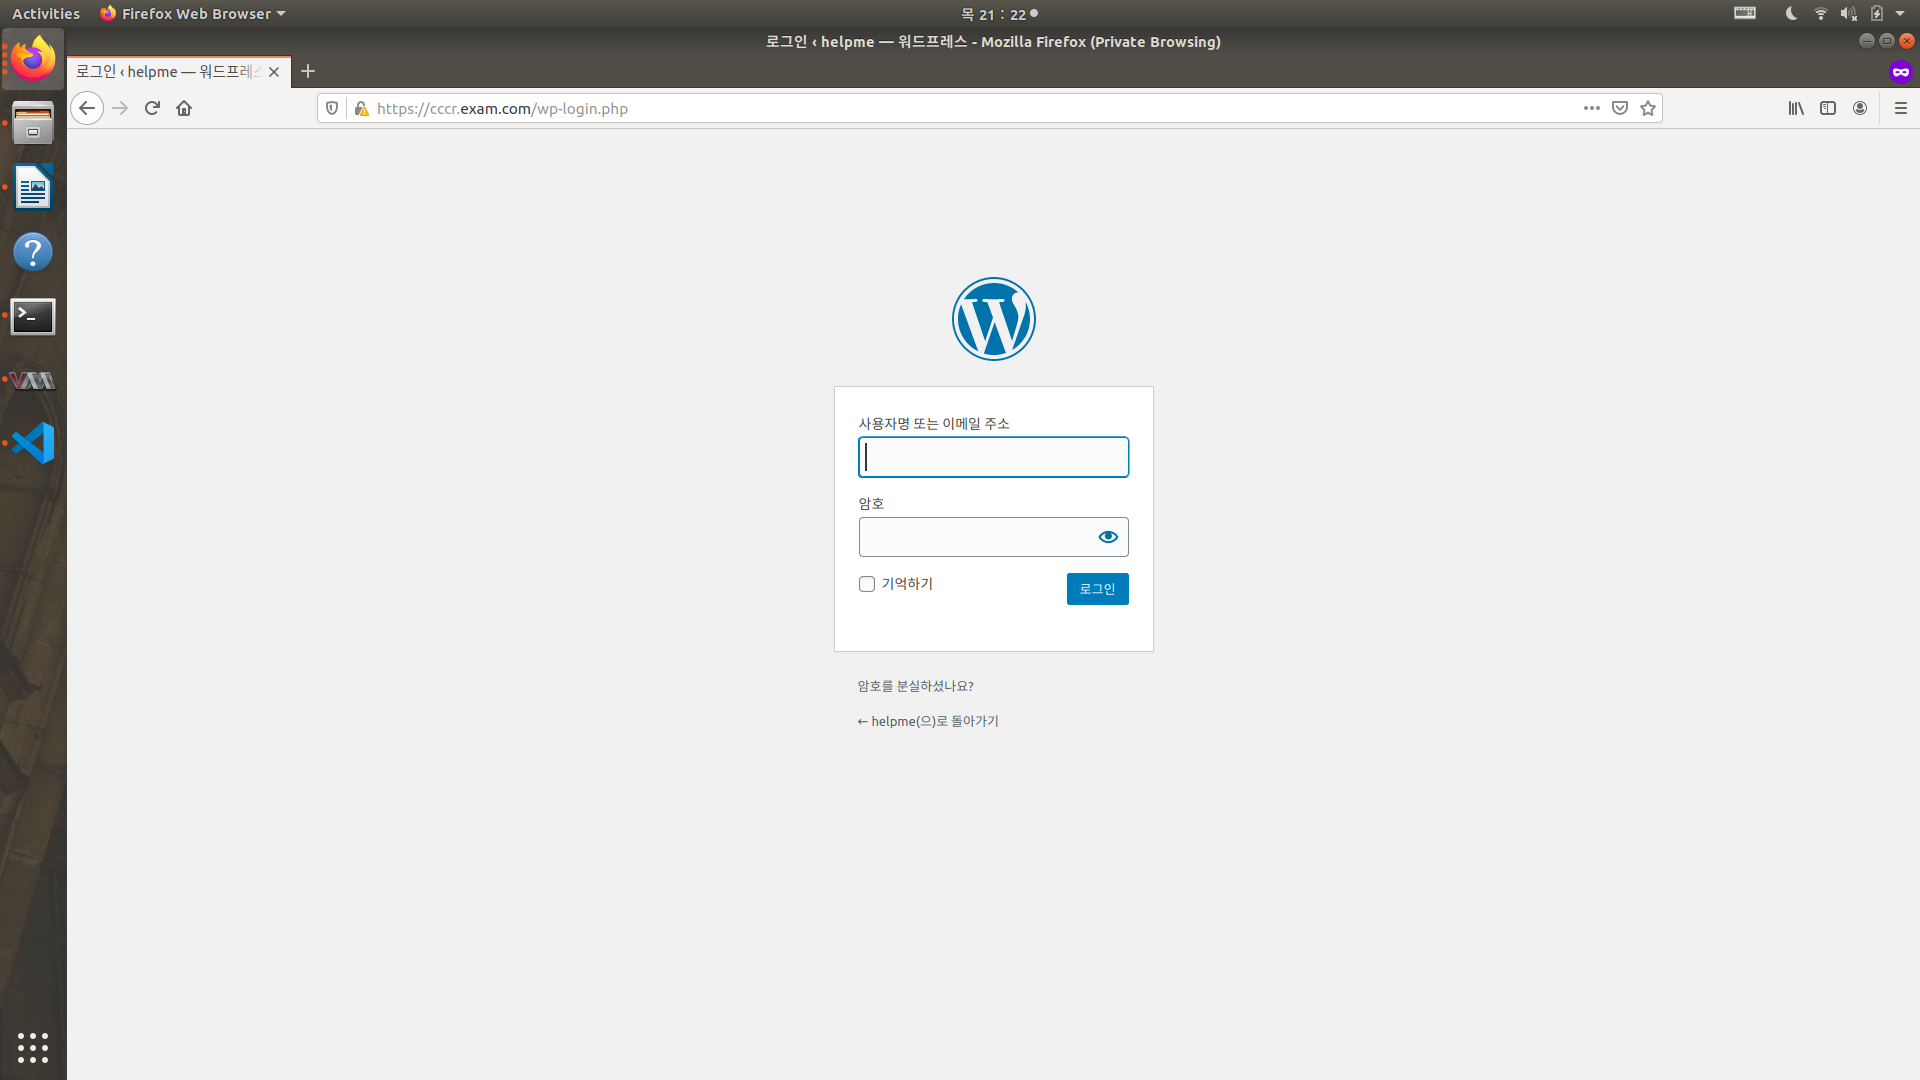 Activities
Firefox Web Browser
목 21 : 22
로그인 ‹ helpme — 워드프레스 - Mozilla Firefox (Private Browsing)
로그인 ‹ helpme — 워드프레스
https://cccr.exam.com/wp-login.php
사용자명 또는 이메일 주소
암호
기억하기
로그인
암호를 분실하셨나요?
← helpme(으)로 돌아가기